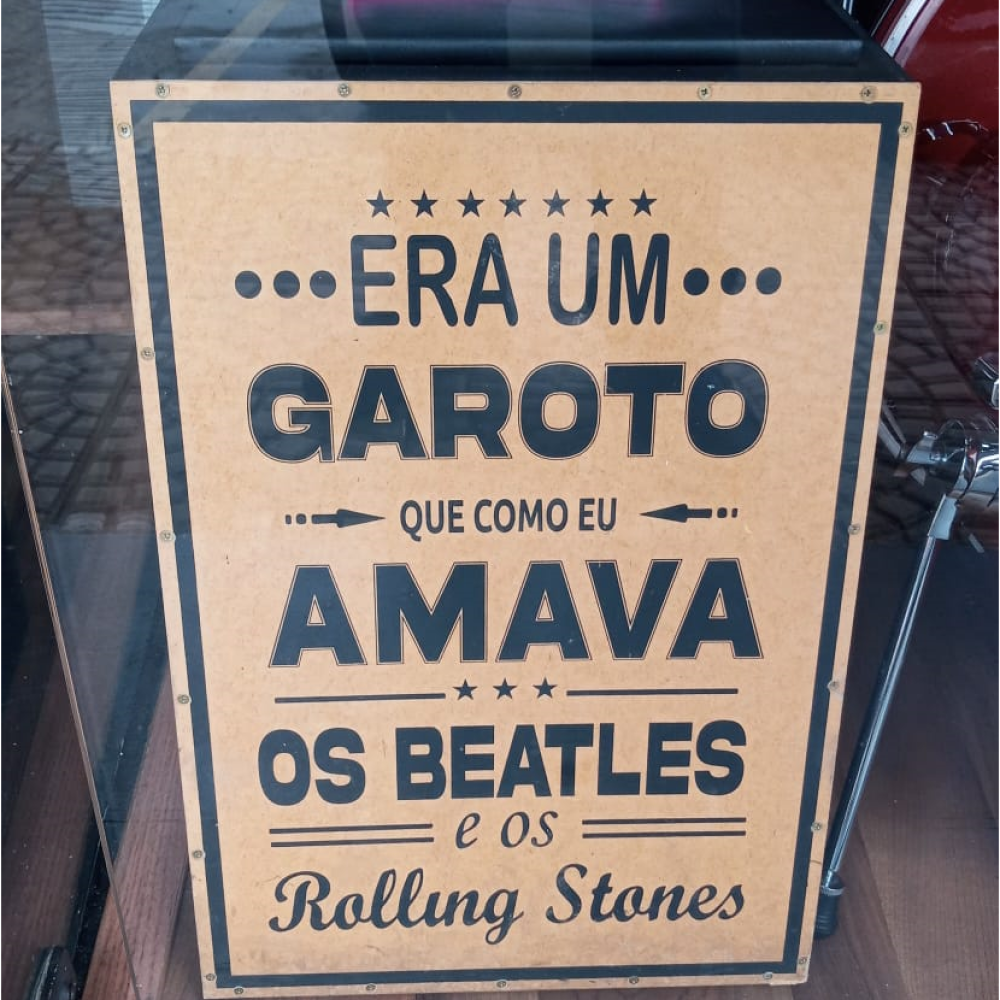 ERA UM
GAROTO
QUE COMO EU
AMAVA
OS BEATLES
e os
Rolling Stones